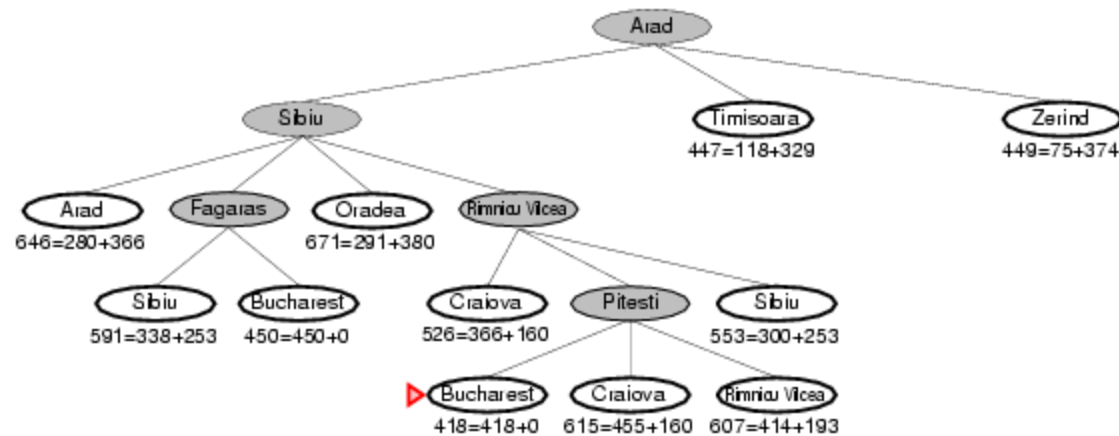 Arad
Sibiu
Timisoara
Zerind
447=118+329
449=75+374
Arad
Fagaras
Oradea
Rimnicu Vilcea
646=280+366
671=291+380
Sibiu
Bucharest
Craiova
Pitesti
Sibiu
591=338+253
450=450+0
526=366+160
553=300+253
Bucharest
Craiova
Rimnicu Vilcea
418=418+0
615=455+160
607=414+193